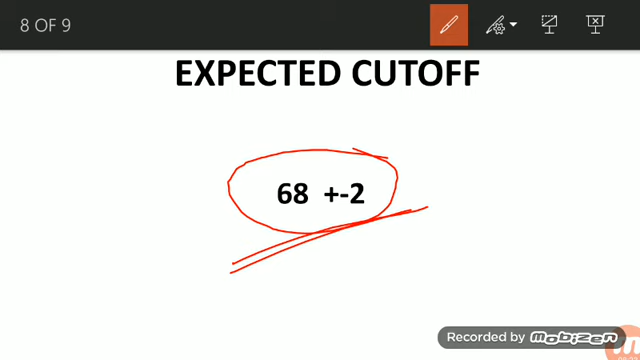 8 OF 9
EXPECTED CUTOFF
68 +-2
Recorded by Mobizen